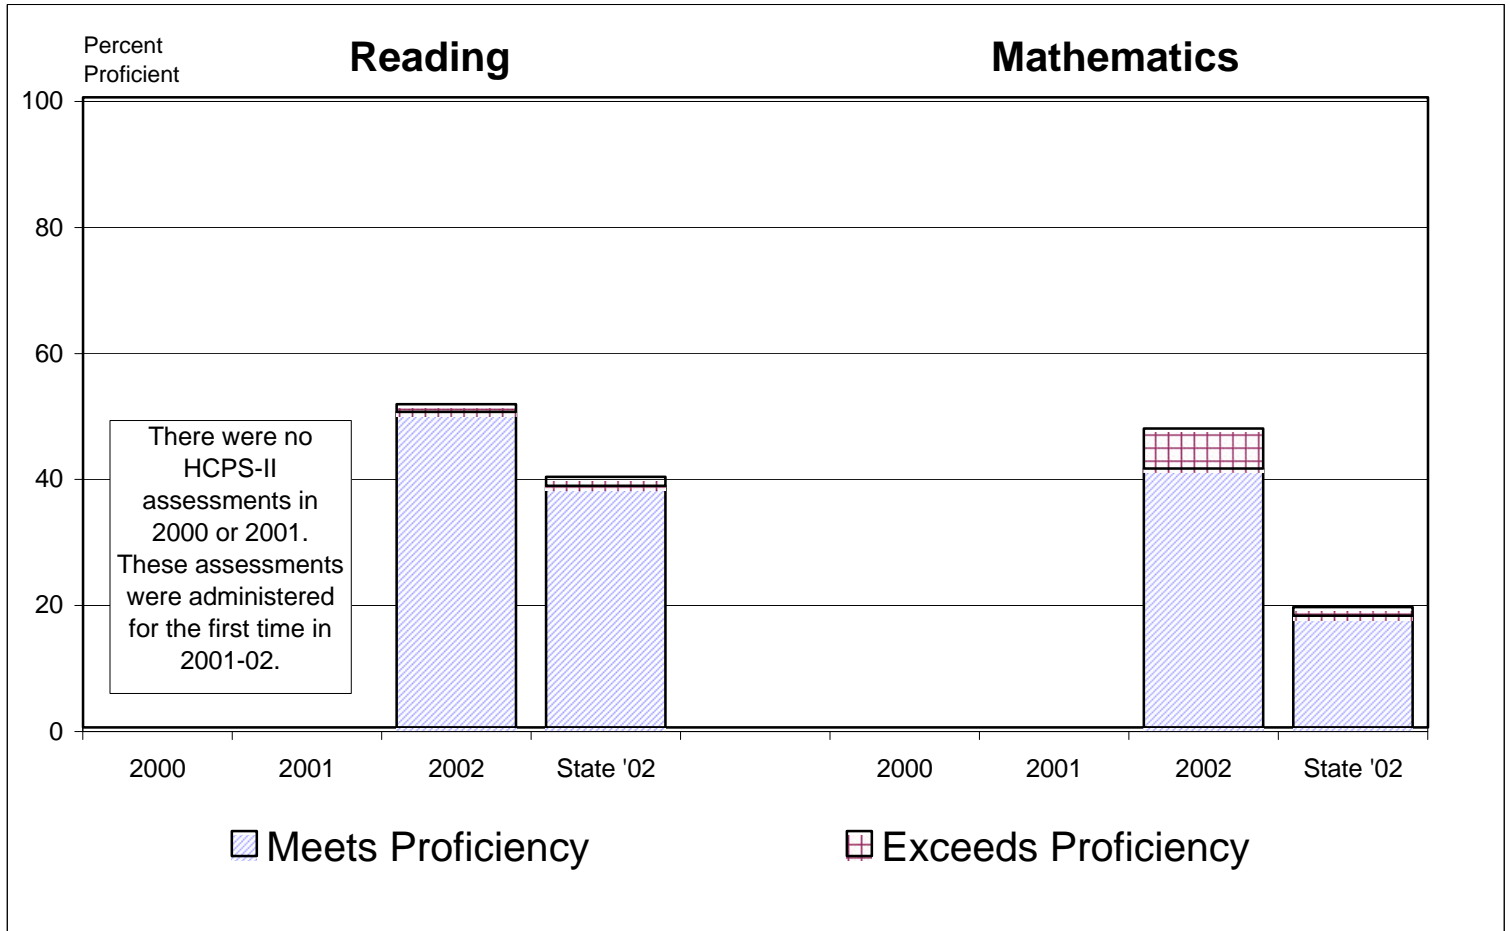 Percent
Proficient
Reading
Mathematics
100
80
60
40
20
0
There were no
HCPS-II
assessments in
2000 or 2001.
These assessments
were administered
for the first time in
2001-02.
2000 2001 2002 State '02 2000 2001 2002 State '02
Meets Proficiency Exceeds Proficiency